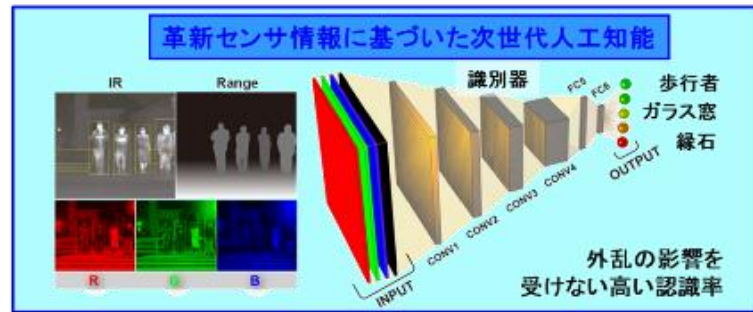 革新センサ情報に基づいた次世代人工知能
IR
Range
R
G
B
識別器
INPUT
CONV1
CONV2
CONV3
CONV4
FC5
FC6
OUTPUT
歩行者
ガラス窓
縁石
外乱の影響を
受けない高い認識率